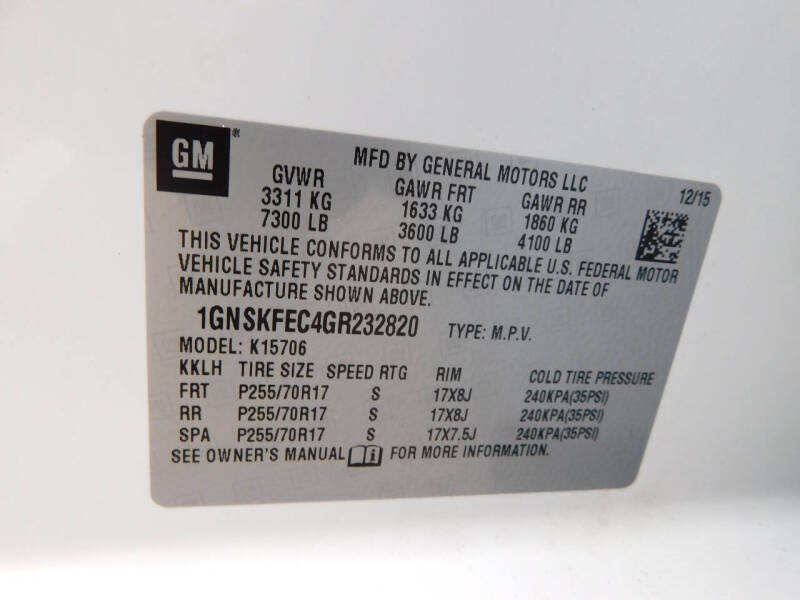 GM®
MFD BY GENERAL MOTORS LLC
12/15
GVWR GAWR FRT GAWR RR
3311 KG 1633 KG 1860 KG
7300 LB 3600 LB 4100 LB
THIS VEHICLE CONFORMS TO ALL APPLICABLE U.S. FEDERAL MOTOR
VEHICLE SAFETY STANDARDS IN EFFECT ON THE DATE OF
MANUFACTURE SHOWN ABOVE.
1GNSKFEC4GR232820 TYPE: M.P.V.
MODEL: K15706
KKLH TIRE SIZE SPEED RTG RIM COLD TIRE PRESSURE
FRT P255/70R17 S 17X8J 240KPA(35PSI)
RR P255/70R17 S 17X8J 240KPA(35PSI)
SPA P255/70R17 S 17X7.5J 240KPA(35PSI)
SEE OWNER'S MANUAL FOR MORE INFORMATION.